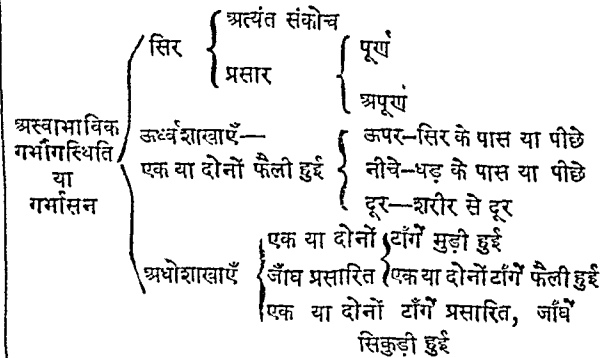 अत्यंत संकोच
सिर
प्रसार
पूर्ण
अपूर्ण
अस्वाभाविक
गर्भांगस्थिति
या
गर्भासन
ऊर्ध्वशाखाएँ—
एक या दोनों फैली हुई
ऊपर—सिर के पास या पीछे
नीचे—धड़ के पास या पीछे
दूर—शरीर से दूर
अधोशाखाएँ
एक या दोनों जाँघ प्रसारित
टाँगें मुड़ी हुई
एक या दोनों टाँगें फैली हुई
एक या दोनों टाँगें प्रसारित, जाँघें
सिकुड़ी हुई